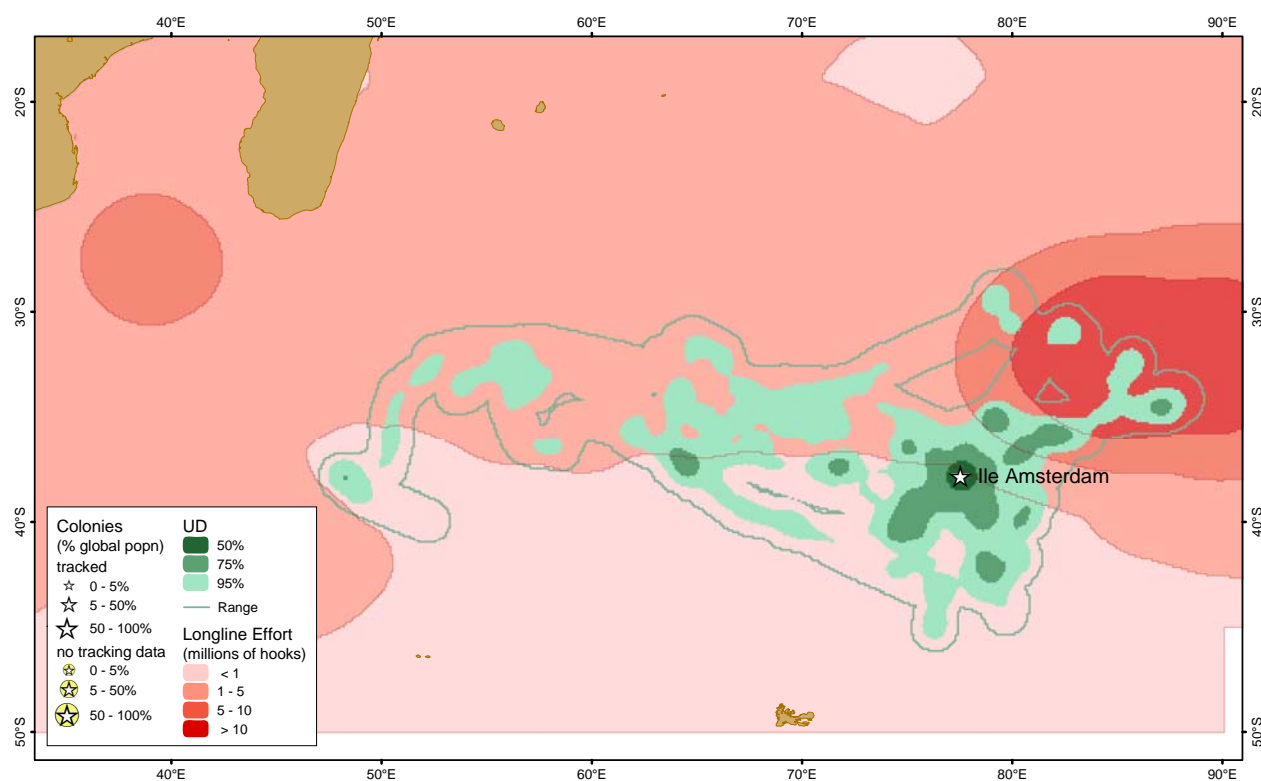 40°E 50°E 60°E 70°E 80°E 90°E
20°S 20°S
30°S 30°S
40°S 40°S
50°S 50°S
Ile Amsterdam
Colonies
(% global popn)
tracked
0 - 5%
5 - 50%
50 - 100%
no tracking data
0 - 5%
5 - 50%
50 - 100%
UD
50%
75%
95%
Range
Longline Effort
(millions of hooks)
< 1
1 - 5
5 - 10
> 10
40°E 50°E 60°E 70°E 80°E 90°E